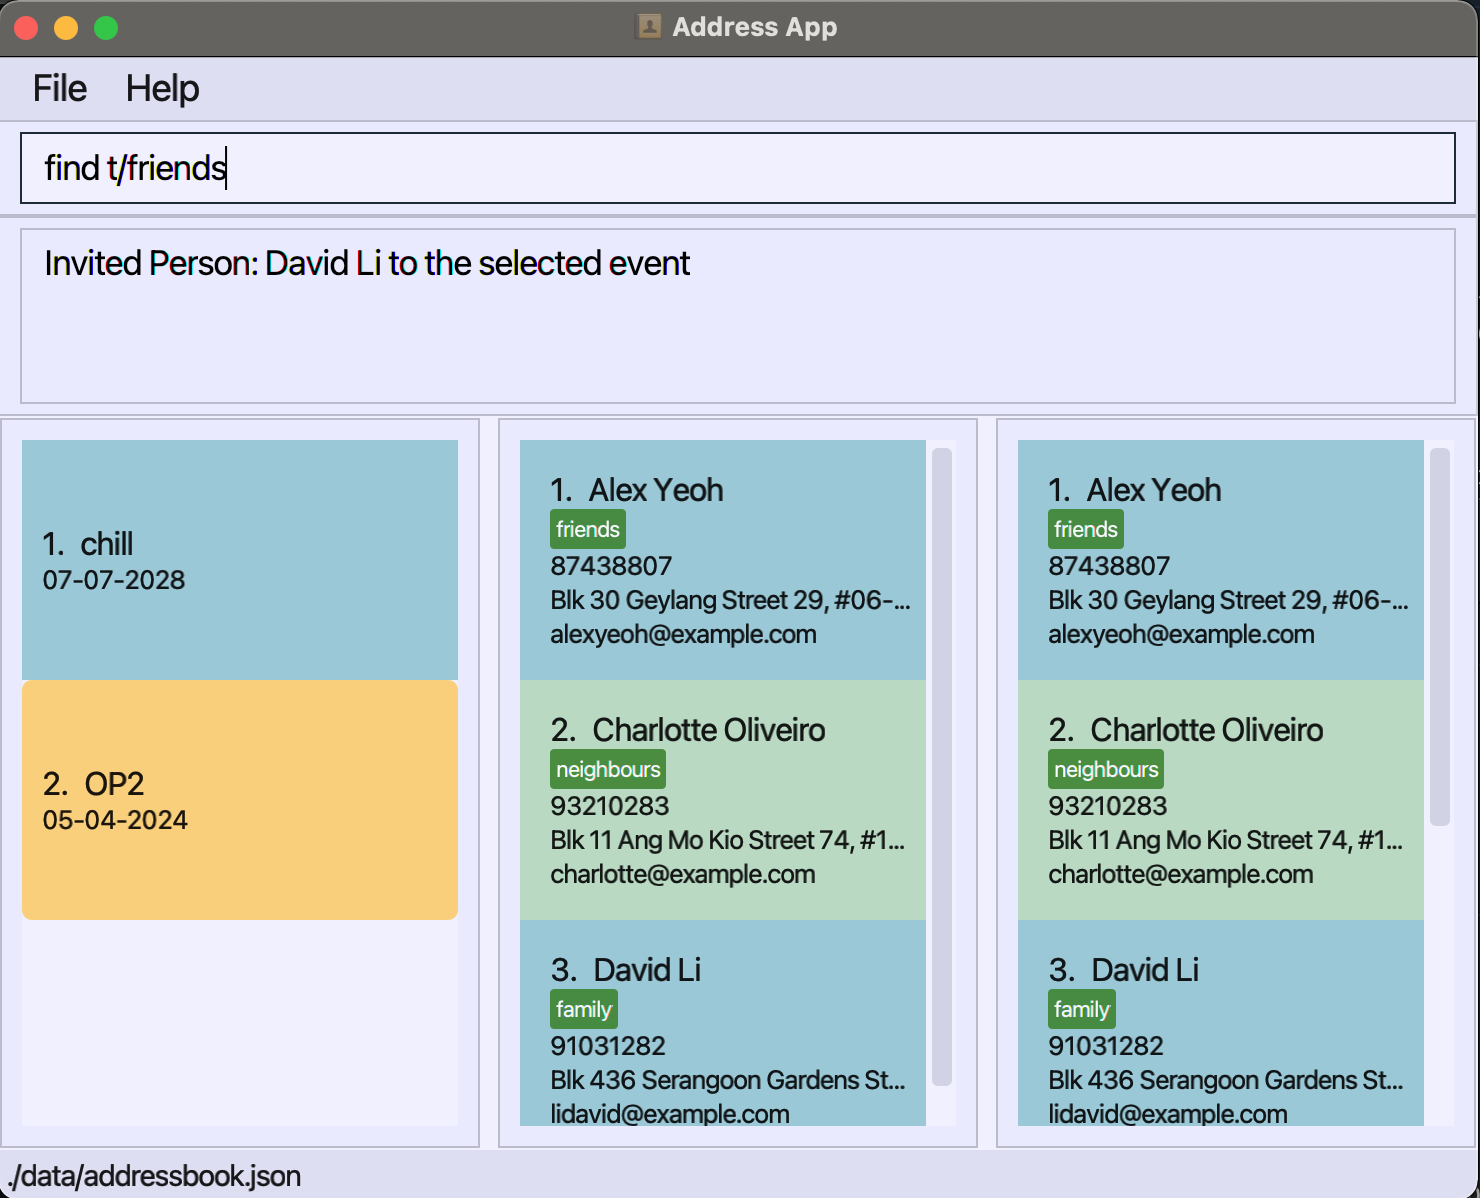 Address App
File Help
find t/friends
Invited Person: David Li to the selected event
1. chill
07-07-2028
2. OP2
05-04-2024
1. Alex Yeoh
friends
87438807
Blk 30 Geylang Street 29, #06-...
alexyeoh@example.com
2. Charlotte Oliveiro
neighbours
93210283
Blk 11 Ang Mo Kio Street 74, #1...
charlotte@example.com
3. David Li
family
91031282
Blk 436 Serangoon Gardens St...
lidavid@example.com
1. Alex Yeoh
friends
87438807
Blk 30 Geylang Street 29, #06-...
alexyeoh@example.com
2. Charlotte Oliveiro
neighbours
93210283
Blk 11 Ang Mo Kio Street 74, #1...
charlotte@example.com
3. David Li
family
91031282
Blk 436 Serangoon Gardens St...
lidavid@example.com
./data/addressbook.json